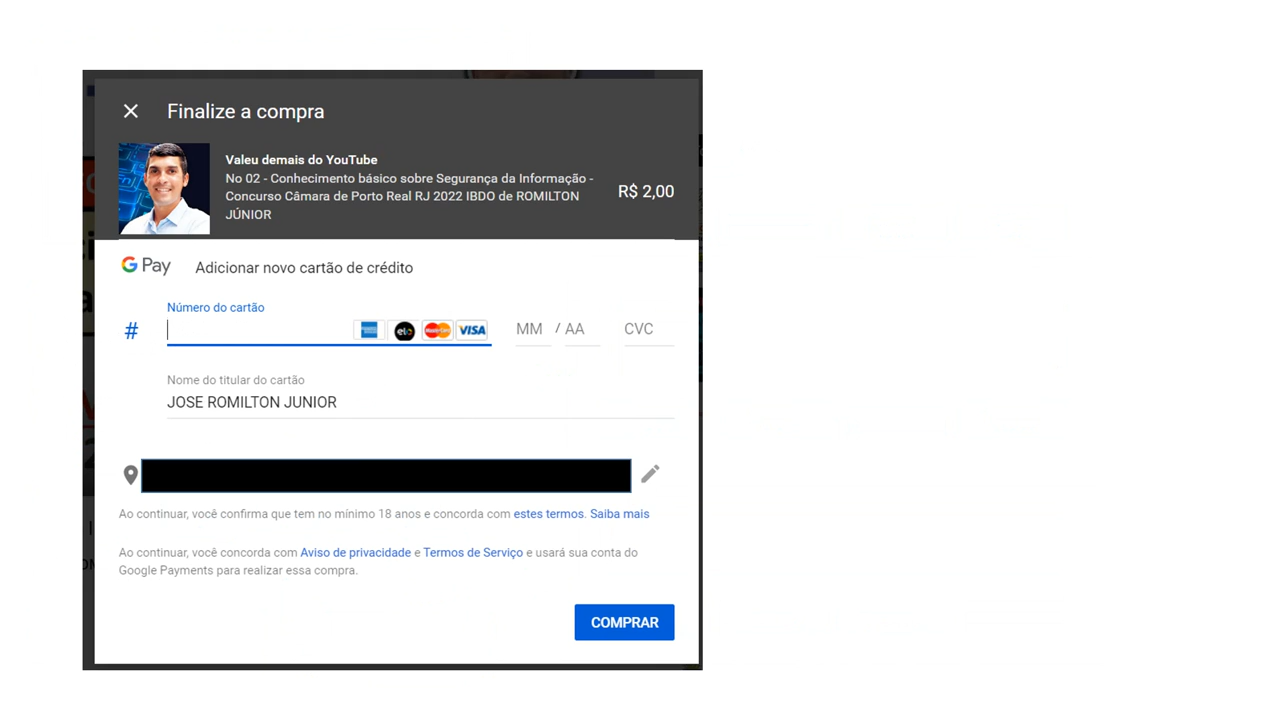 Finalize a compra
Valeu demais do YouTube
No 02 - Conhecimento básico sobre Segurança da Informação -
Concurso Câmara de Porto Real RJ 2022 IBDO de ROMILTON
JÚNIOR
R$ 2,00
G Pay
Adicionar novo cartão de crédito
Número do cartão
#
elo
MasterCard
VISA
MM / AA
CVC
Nome do titular do cartão
JOSE ROMILTON JUNIOR
Ao continuar, você confirma que tem no mínimo 18 anos e concorda com estes termos. Saiba mais
Ao continuar, você concorda com Aviso de privacidade e Termos de Serviço e usará sua conta do
Google Payments para realizar essa compra.
COMPRAR